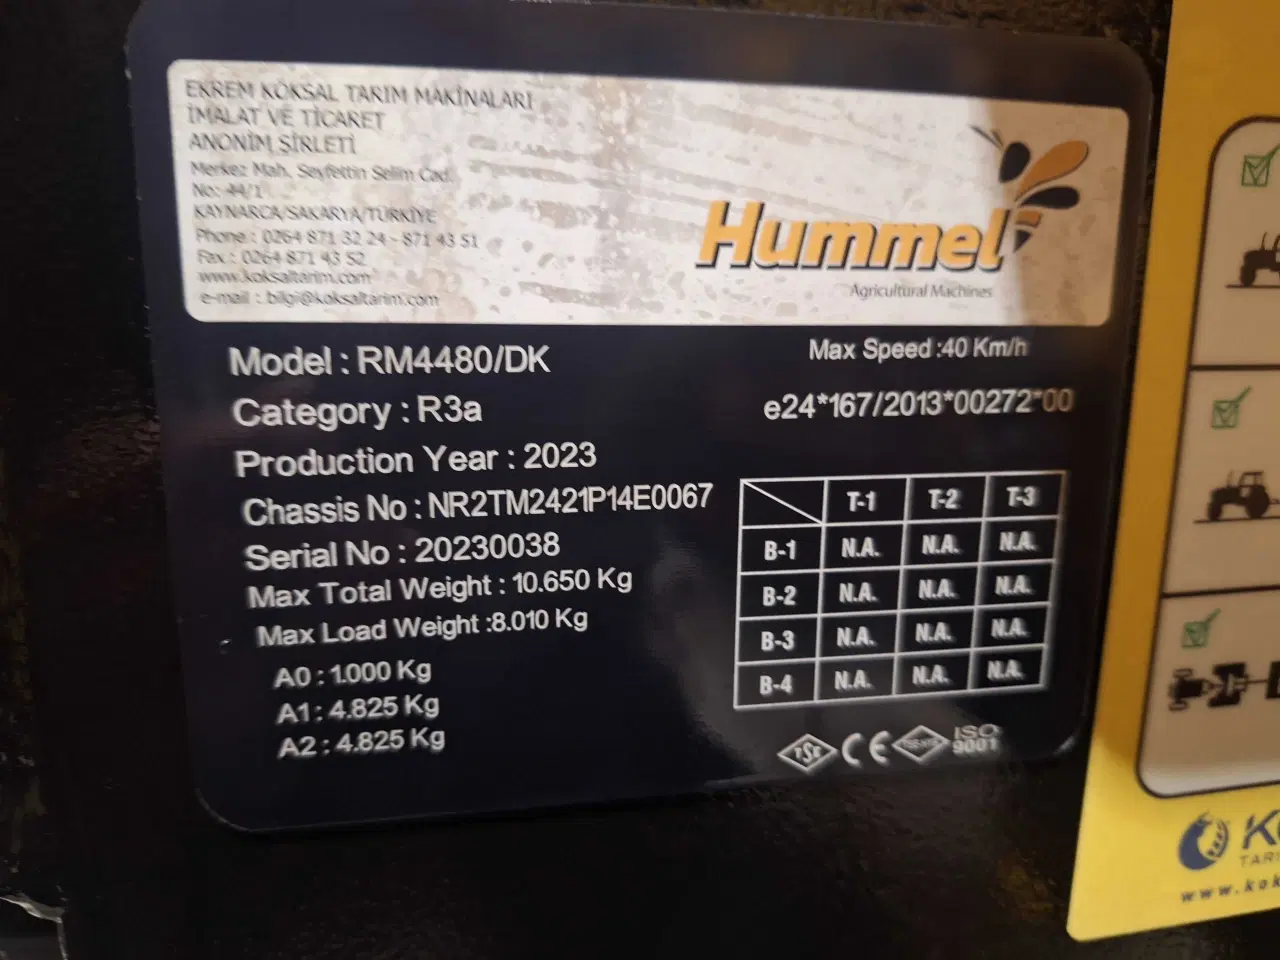 EKREM KÖKSAL TARIM MAKİNALARI
İMALAT VE TİCARET
ANONİM ŞİRLETİ
Merkez Mah. Seyfettin Selim Cad.
No: 44/1
KAYNARCA/SAKARYA/TÜRKİYE
Phone : 0264 871 32 24 - 871 43 51
Fax : 0264 871 43 52
www.koksaltarim.com
e-mail : bilgi@koksaltarim.com
Hummel
Agricultural Machines
Model : RM4480/DK
Max Speed :40 Km/h
Category : R3a
e24*167/2013*00272*00
Production Year : 2023
Chassis No : NR2TM2421P14E0067
Serial No : 20230038
Max Total Weight : 10.650 Kg
Max Load Weight :8.010 Kg
A0 : 1.000 Kg
A1 : 4.825 Kg
A2 : 4.825 Kg
T-1 T-2 T-3
B-1 N.A. N.A. N.A.
B-2 N.A. N.A. N.A.
B-3 N.A. N.A. N.A.
B-4 N.A. N.A. N.A.
TSE CE ISO
9001
www.kok